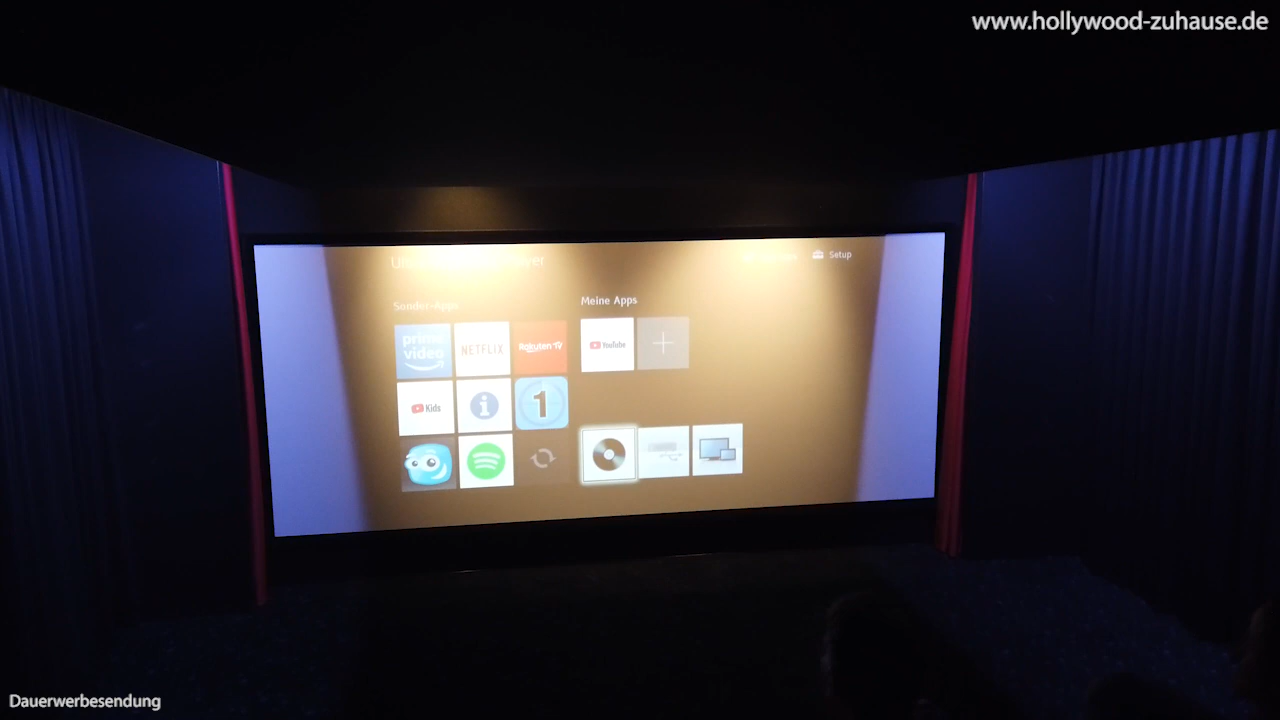 www.hollywood-zuhause.de
Setup
Sonder-Apps
Meine Apps
prime video
NETFLIX
Rakuten TV
YouTube
Kids
i
1
Dauerwerbesendung